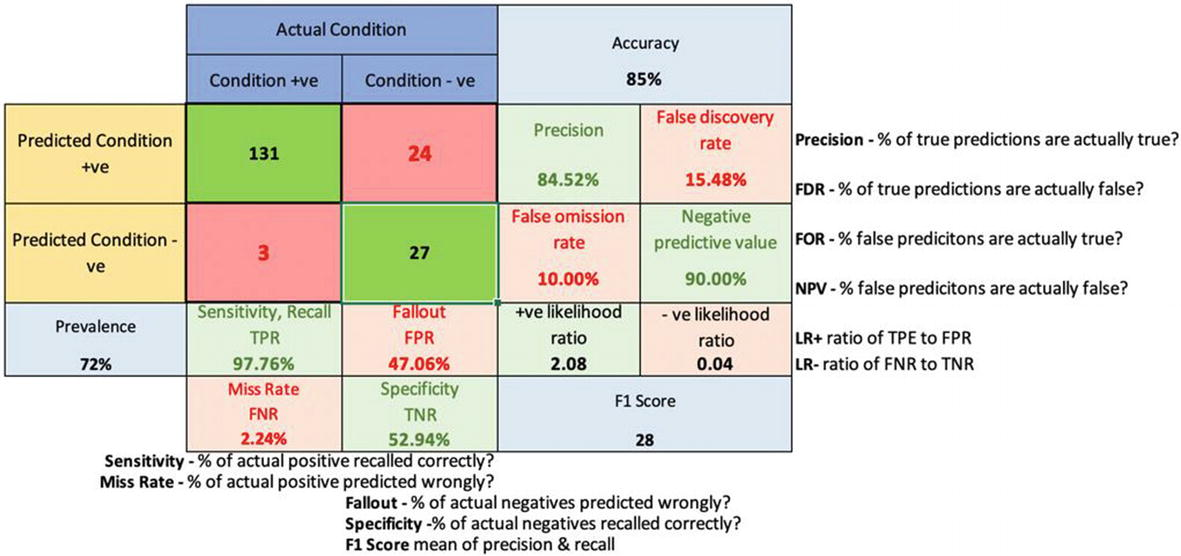 Actual Condition
Accuracy
85%
Condition +ve
Condition - ve
Predicted Condition
+ve
131
24
Precision
84.52%
False discovery
rate
15.48%
Precision - % of true predictions are actually true?
FDR - % of true predictions are actually false?
Predicted Condition -
ve
3
27
False omission
rate
10.00%
Negative
predictive value
90.00%
FOR - % false predicitons are actually true?
NPV - % false predicitons are actually false?
Prevalence
72%
Sensitivity, Recall
TPR
97.76%
Fallout
FPR
47.06%
+ve likelihood
ratio
2.08
- ve likelihood
ratio
0.04
LR+ ratio of TPE to FPR
LR- ratio of FNR to TNR
Miss Rate
FNR
2.24%
Specificity
TNR
52.94%
F1 Score
28
Sensitivity - % of actual positive recalled correctly?
Miss Rate - % of actual positive predicted wrongly?
Fallout - % of actual negatives predicted wrongly?
Specificity -% of actual negatives recalled correctly?
F1 Score mean of precision & recall